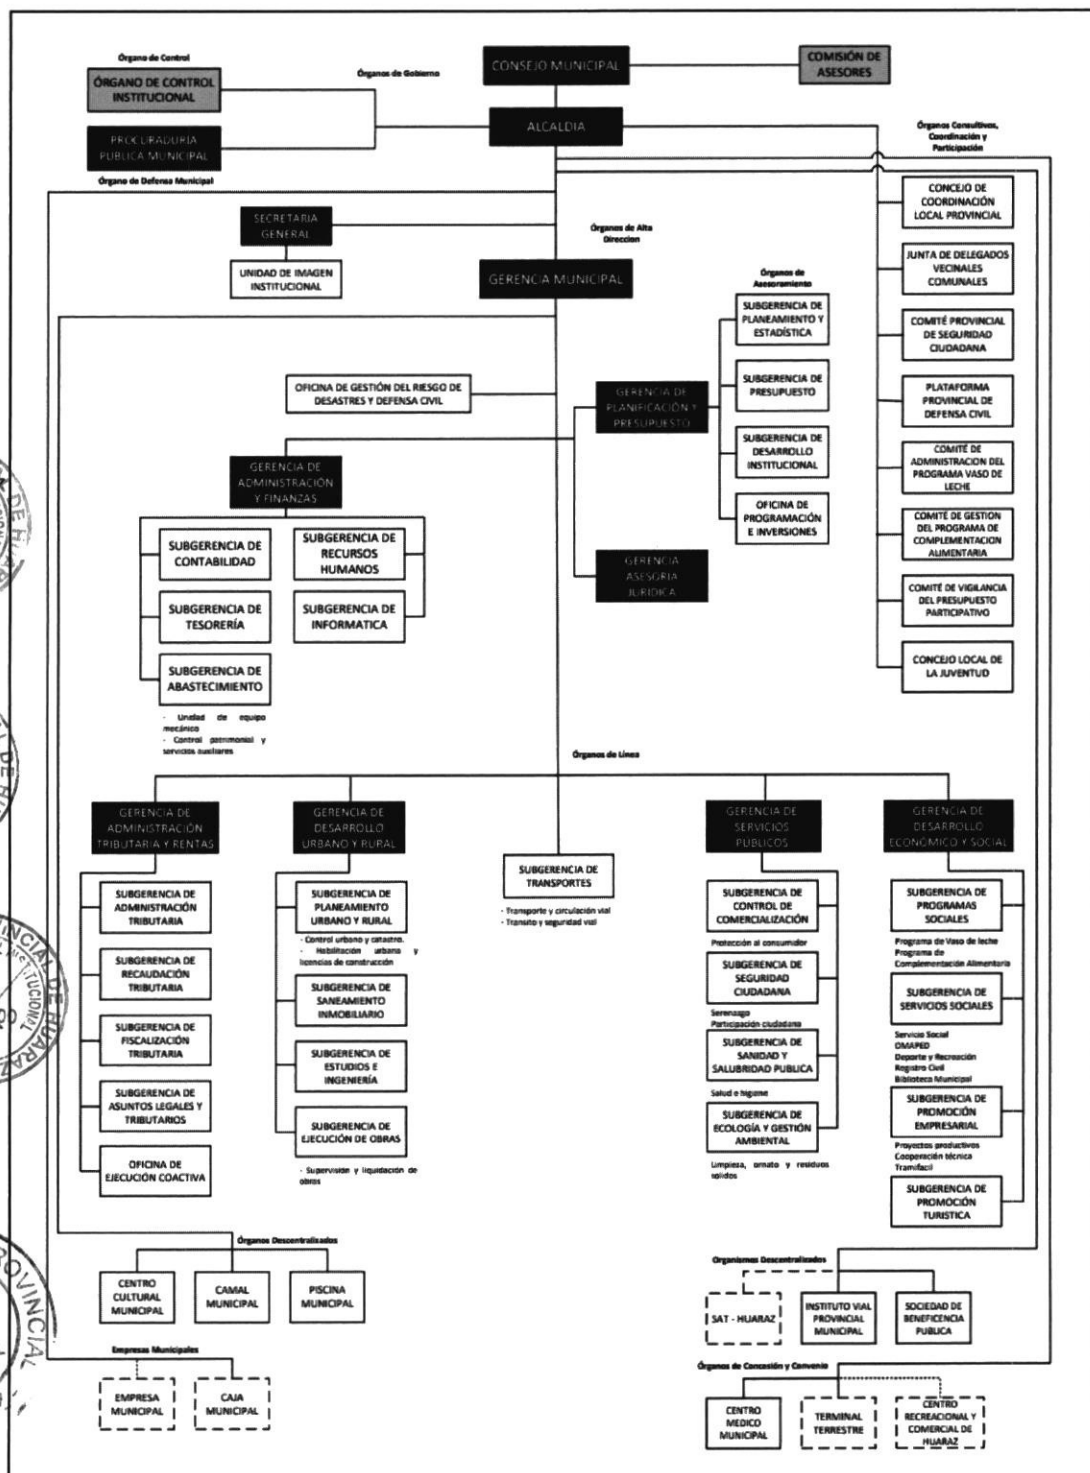 Órgano de Control
ÓRGANO DE CONTROL
INSTITUCIONAL
Órganos de Gobierno
CONSEJO MUNICIPAL
COMISIÓN DE
ASESORES
ALCALDIA
PROCURADURIA
PUBLICA MUNICIPAL
Órgano de Defensa Municipal
Órganos Consultivos,
Coordinación y
Participación
CONCEJO DE
COORDINACIÓN
LOCAL PROVINCIAL
JUNTA DE DELEGADOS
VECINALES
COMUNALES
COMITÉ PROVINCIAL
DE SEGURIDAD
CIUDADANA
PLATAFORMA
PROVINCIAL DE
DEFENSA CIVIL
COMITÉ DE
ADMINISTRACION DEL
PROGRAMA VASO DE
LECHE
COMITÉ DE GESTION
DEL PROGRAMA DE
COMPLEMENTACION
ALIMENTARIA
COMITÉ DE VIGILANCIA
DEL PRESUPUESTO
PARTICIPATIVO
CONCEJO LOCAL DE
LA JUVENTUD
SECRETARIA
GENERAL
UNIDAD DE IMAGEN
INSTITUCIONAL
Órganos de Alta
Direccion
GERENCIA MUNICIPAL
Órganos de
Asesoramiento
SUBGERENCIA DE
PLANEAMIENTO Y
ESTADÍSTICA
SUBGERENCIA DE
PRESUPUESTO
SUBGERENCIA DE
DESARROLLO
INSTITUCIONAL
OFICINA DE
PROGRAMACIÓN
E INVERSIONES
OFICINA DE GESTIÓN DEL RIESGO DE
DESASTRES Y DEFENSA CIVIL
GERENCIA DE
PLANIFICACIÓN Y
PRESUPUESTO
GERENCIA
ASESORIA
JURIDICA
GERENCIA DE
ADMINISTRACIÓN
Y FINANZAS
SUBGERENCIA DE
CONTABILIDAD
SUBGERENCIA DE
RECURSOS
HUMANOS
SUBGERENCIA DE
TESORERÍA
SUBGERENCIA DE
INFORMATICA
SUBGERENCIA DE
ABASTECIMIENTO
- Unidad de equipo
mecánico
- Control patrimonial y
servicios auxiliares
Órganos de Línea
GERENCIA DE
ADMINISTRACIÓN
TRIBUTARIA Y RENTAS
SUBGERENCIA DE
ADMINISTRACIÓN
TRIBUTARIA
SUBGERENCIA DE
RECAUDACIÓN
TRIBUTARIA
SUBGERENCIA DE
FISCALIZACIÓN
TRIBUTARIA
SUBGERENCIA DE
ASUNTOS LEGALES Y
TRIBUTARIOS
OFICINA DE
EJECUCIÓN COACTIVA
GERENCIA DE
DESARROLLO
URBANO Y RURAL
SUBGERENCIA DE
PLANEAMIENTO
URBANO Y RURAL
- Control urbano y catastro.
- Habilitación urbana y
licencias de construcción
SUBGERENCIA DE
SANEAMIENTO
INMOBILIARIO
SUBGERENCIA DE
ESTUDIOS E
INGENIERÍA
SUBGERENCIA DE
EJECUCIÓN DE OBRAS
- Supervisión y liquidación de
obras
SUBGERENCIA DE
TRANSPORTES
- Transporte y circulación vial
- Transito y seguridad vial
GERENCIA DE
SERVICIOS
PÚBLICOS
SUBGERENCIA DE
CONTROL DE
COMERCIALIZACIÓN
Protección al consumidor
SUBGERENCIA DE
SEGURIDAD
CIUDADANA
Serenazgo
Participación ciudadana
SUBGERENCIA DE
SANIDAD Y
SALUBRIDAD PUBLICA
Salud e higiene
SUBGERENCIA DE
ECOLOGÍA Y GESTIÓN
AMBIENTAL
Limpieza, ornato y residuos
solidos
GERENCIA DE
DESARROLLO
ECONÓMICO Y SOCIAL
SUBGERENCIA DE
PROGRAMAS
SOCIALES
Programa de Vaso de leche
Programa de
Complementación Alimentaria
SUBGERENCIA DE
SERVICIOS SOCIALES
Servicio Social
OMAPED
Deporte y Recreación
Registro Civil
Biblioteca Municipal
SUBGERENCIA DE
PROMOCIÓN
EMPRESARIAL
Proyectos productivos
Cooperación técnica
Tramifacil
SUBGERENCIA DE
PROMOCIÓN
TURISTICA
Órganos Descentralizados
CENTRO
CULTURAL
MUNICIPAL
CAMAL
MUNICIPAL
PISCINA
MUNICIPAL
Empresas Municipales
EMPRESA
MUNICIPAL
CAJA
MUNICIPAL
Organismos Descentralizados
SAT - HUARAZ
INSTITUTO VIAL
PROVINCIAL
MUNICIPAL
SOCIEDAD DE
BENEFICENCIA
PUBLICA
Órganos de Concesión y Convenio
CENTRO
MEDICO
MUNICIPAL
TERMINAL
TERRESTRE
CENTRO
RECREACIONAL Y
COMERCIAL DE
HUARAZ
DE HUARAZ
PROVINCIAL